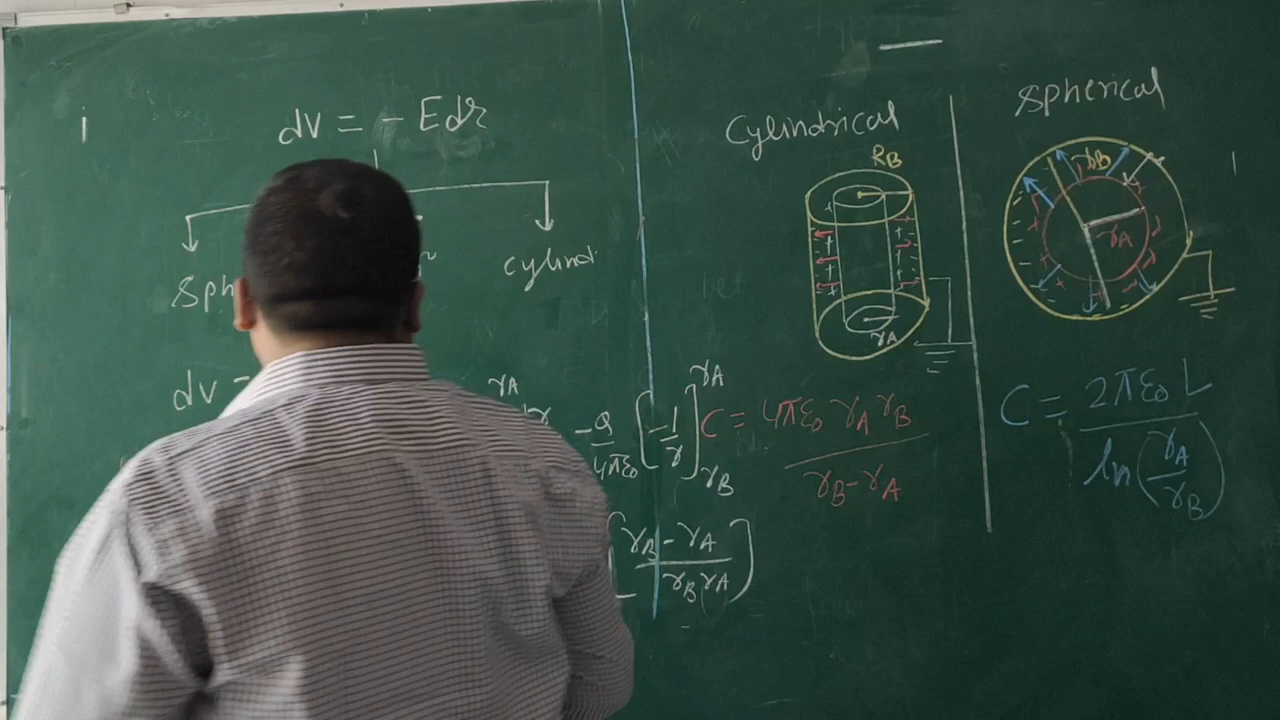 i
dv = - Edr
Sph
cylind
dv -
rA
- Q / 4πε₀ [ - 1 / r ] rA rB
[ rB - rA / rB rA ]
Cylindrical
RB
rA
C = 4πε₀ rA rB / rB - rA
Spherical
rB
rA
C = 2πε₀ L / ln ( rA / rB )